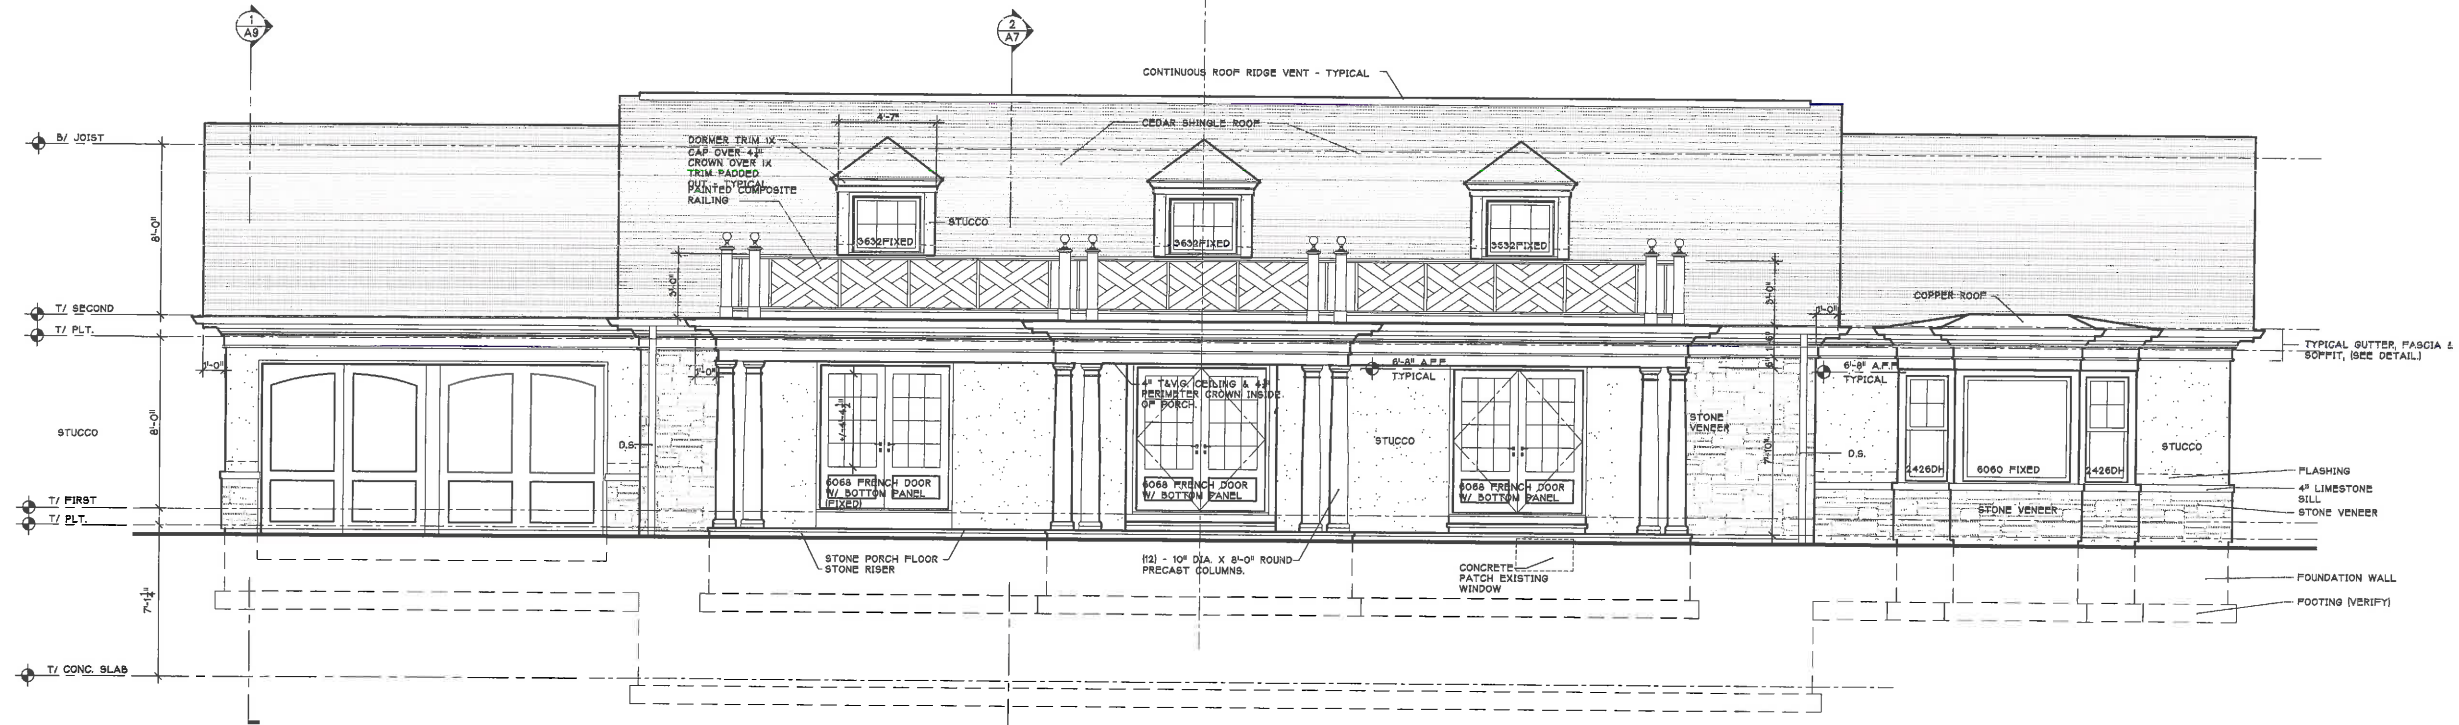 1
A9
2
A7
CONTINUOUS ROOF RIDGE VENT - TYPICAL
4'-7"
CEDAR SHINGLE ROOF
B/ JOIST
DORMER TRIM 1X
CAP OVER 4½"
CROWN OVER 1X
TRIM PADDED
OUT - TYPICAL
PAINTED COMPOSITE
RAILING
STUCCO
3632FIXED
3632FIXED
3632FIXED
8'-0"
3'-0"
3'-0"
COPPER ROOF
T/ SECOND
T/ PLT.
1'-0"
1'-0"
1'-0"
TYPICAL GUTTER, FASCIA &
SOFFIT, (SEE DETAIL)
6'-8" A.F.F.
TYPICAL
6'-8" A.F.F.
TYPICAL
4" T&VG CEILING & 4½"
PERIMETER CROWN INSIDE
OF PORCH.
8'-0"
STUCCO
D.S.
STUCCO
STONE
VENEER
7'-10"
D.S.
STUCCO
2426DH
6060 FIXED
2426DH
FLASHING
4" LIMESTONE
SILL
STONE VENEER
STONE VENEER
6068 FRENCH DOOR
W/ BOTTOM PANEL
(FIXED)
6068 FRENCH DOOR
W/ BOTTOM PANEL
6068 FRENCH DOOR
W/ BOTTOM PANEL
T/ FIRST
T/ PLT.
STONE PORCH FLOOR
STONE RISER
(12) - 10" DIA. X 8'-0" ROUND
PRECAST COLUMNS.
CONCRETE
PATCH EXISTING
WINDOW
FOUNDATION WALL
FOOTING (VERIFY)
7'-1½"
T/ CONC. SLAB